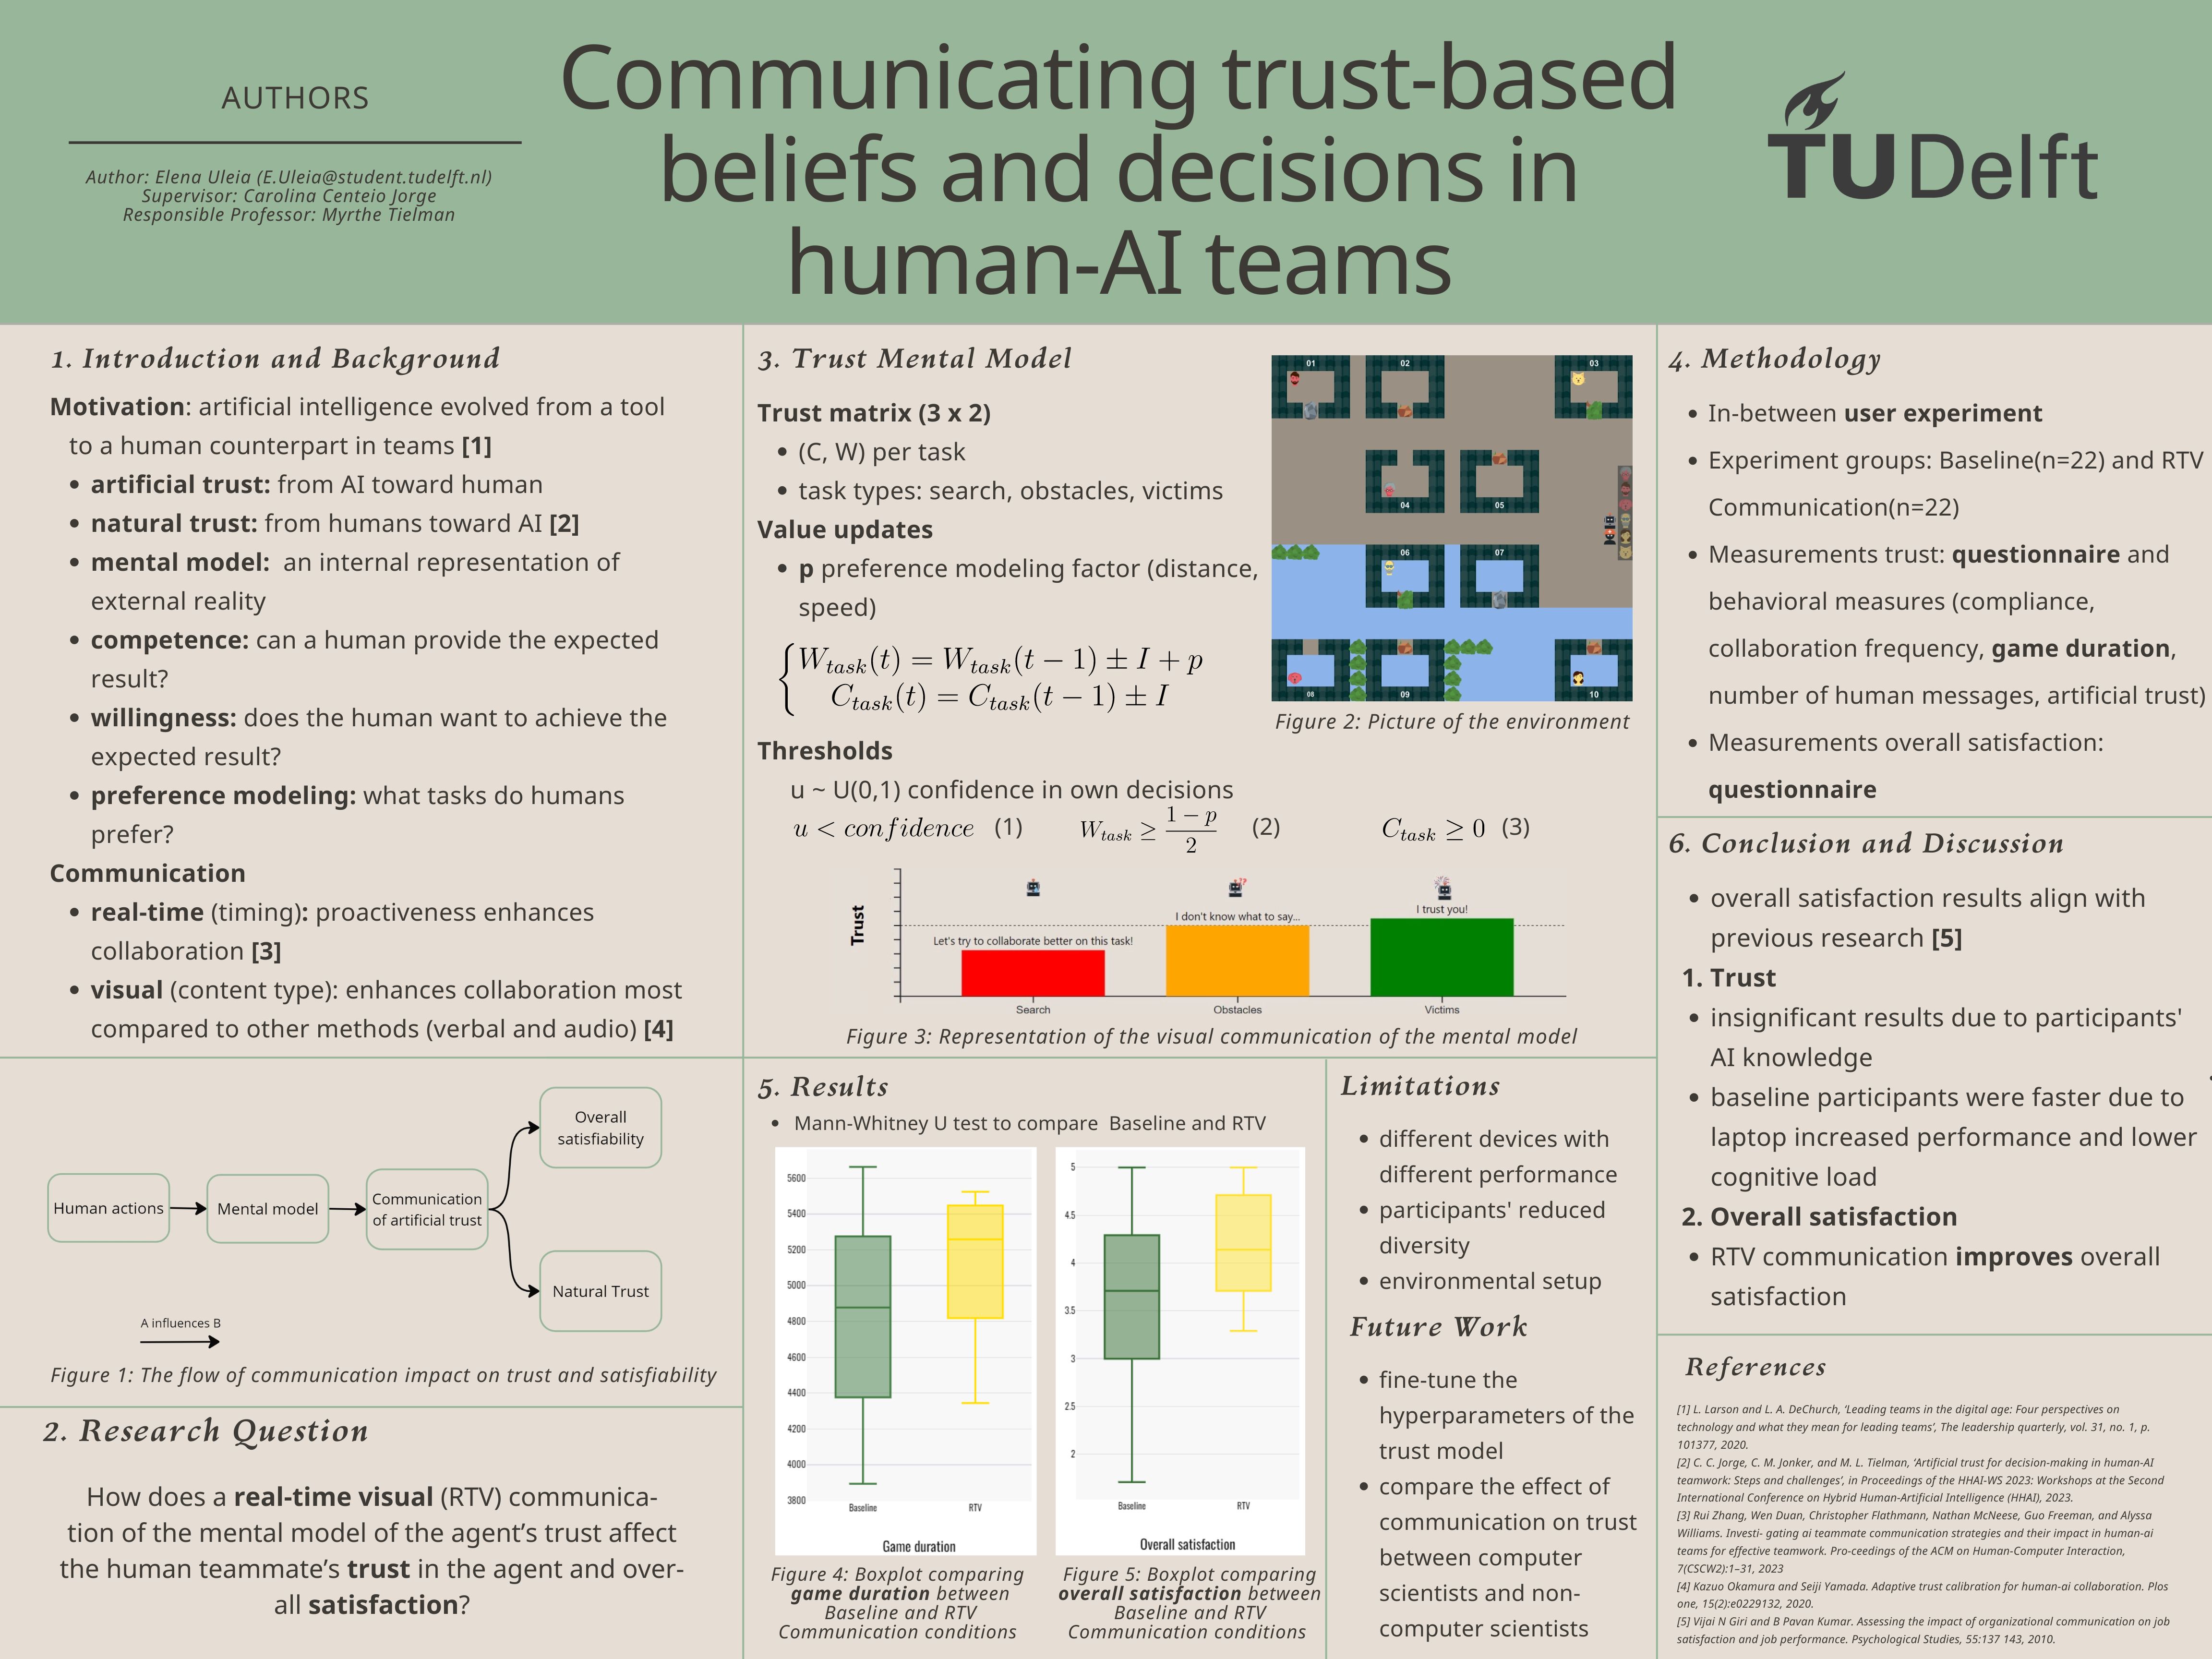 AUTHORS
Author: Elena Uleia (E.Uleia@student.tudelft.nl)
Supervisor: Carolina Centeio Jorge
Responsible Professor: Myrthe Tielman
Communicating trust-based
beliefs and decisions in
human-AI teams
TU Delft
1. Introduction and Background
Motivation: artificial intelligence evolved from a tool
to a human counterpart in teams [1]
• artificial trust: from AI toward human
• natural trust: from humans toward AI [2]
• mental model: an internal representation of
external reality
• competence: can a human provide the expected
result?
• willingness: does the human want to achieve the
expected result?
• preference modeling: what tasks do humans
prefer?
Communication
• real-time (timing): proactiveness enhances
collaboration [3]
• visual (content type): enhances collaboration most
compared to other methods (verbal and audio) [4]
Human actions
Mental model
Communication
of artificial trust
Overall
satisfiability
Natural Trust
A influences B
Figure 1: The flow of communication impact on trust and satisfiability
2. Research Question
How does a real-time visual (RTV) communica-
tion of the mental model of the agent's trust affect
the human teammate's trust in the agent and over-
all satisfaction?
3. Trust Mental Model
Trust matrix (3 x 2)
• (C, W) per task
• task types: search, obstacles, victims
Value updates
• p preference modeling factor (distance,
speed)
W_task(t) = W_task(t − 1) ± I + p
C_task(t) = C_task(t − 1) ± I
01
02
03
04
05
06
07
08
09
10
Figure 2: Picture of the environment
Thresholds
u ~ U(0,1) confidence in own decisions
u < confidence (1) W_task ≥ (1 − p)/2 (2) C_task ≥ 0 (3)
Trust
Let's try to collaborate better on this task!
I don't know what to say...
I trust you!
Search
Obstacles
Victims
Figure 3: Representation of the visual communication of the mental model
5. Results
• Mann-Whitney U test to compare Baseline and RTV
5600
5400
5200
5000
4800
4600
4400
4200
4000
3800
Baseline
RTV
Game duration
Figure 4: Boxplot comparing
game duration between
Baseline and RTV
Communication conditions
5
4.5
4
3.5
3
2.5
2
Baseline
RTV
Overall satisfaction
Figure 5: Boxplot comparing
overall satisfaction between
Baseline and RTV
Communication conditions
Limitations
• different devices with
different performance
• participants' reduced
diversity
• environmental setup
Future Work
• fine-tune the
hyperparameters of the
trust model
• compare the effect of
communication on trust
between computer
scientists and non-
computer scientists
4. Methodology
• In-between user experiment
• Experiment groups: Baseline(n=22) and RTV
Communication(n=22)
• Measurements trust: questionnaire and
behavioral measures (compliance,
collaboration frequency, game duration,
number of human messages, artificial trust)
• Measurements overall satisfaction:
questionnaire
6. Conclusion and Discussion
• overall satisfaction results align with
previous research [5]
1. Trust
• insignificant results due to participants'
AI knowledge
• baseline participants were faster due to
laptop increased performance and lower
cognitive load
2. Overall satisfaction
• RTV communication improves overall
satisfaction
References
[1] L. Larson and L. A. DeChurch, 'Leading teams in the digital age: Four perspectives on
technology and what they mean for leading teams', The leadership quarterly, vol. 31, no. 1, p.
101377, 2020.
[2] C. C. Jorge, C. M. Jonker, and M. L. Tielman, 'Artificial trust for decision-making in human-AI
teamwork: Steps and challenges', in Proceedings of the HHAI-WS 2023: Workshops at the Second
International Conference on Hybrid Human-Artificial Intelligence (HHAI), 2023.
[3] Rui Zhang, Wen Duan, Christopher Flathmann, Nathan McNeese, Guo Freeman, and Alyssa
Williams. Investi- gating ai teammate communication strategies and their impact in human-ai
teams for effective teamwork. Pro-ceedings of the ACM on Human-Computer Interaction,
7(CSCW2):1–31, 2023
[4] Kazuo Okamura and Seiji Yamada. Adaptive trust calibration for human-ai collaboration. Plos
one, 15(2):e0229132, 2020.
[5] Vijai N Giri and B Pavan Kumar. Assessing the impact of organizational communication on job
satisfaction and job performance. Psychological Studies, 55:137 143, 2010.